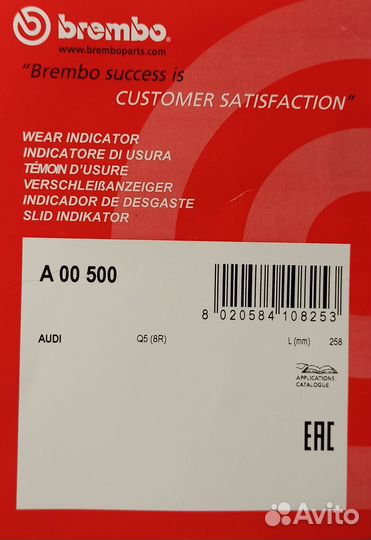 brembo®
www.bremboparts.com
"Brembo success is
CUSTOMER SATISFACTION"
WEAR INDICATOR
INDICATORE DI USURA
TÉMOIN D'USURE
VERSCHLEIßANZEIGER
INDICADOR DE DESGASTE
SLID INDIKATOR
A 00 500
8 020584 108253
AUDI Q5 (8R) L (mm) 258
APPLICATIONS
CATALOGUE
EAC
Avito